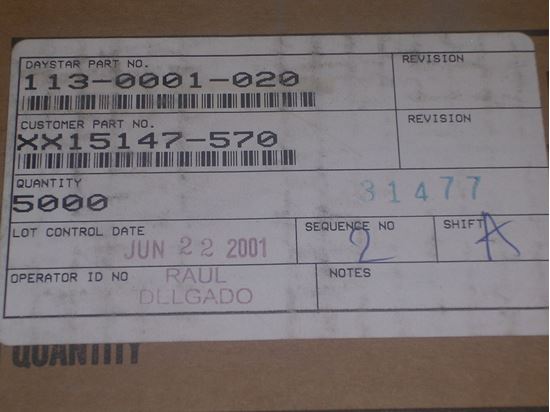 DAYSTAR PART NO.
REVISION
113-0001-020
CUSTOMER PART NO.
REVISION
XX15147-570
QUANTITY
5000
31477
LOT CONTROL DATE
JUN 22 2001
SEQUENCE NO
2
SHIFT
A
OPERATOR ID NO
RAUL
DELGADO
NOTES
QUANTITY